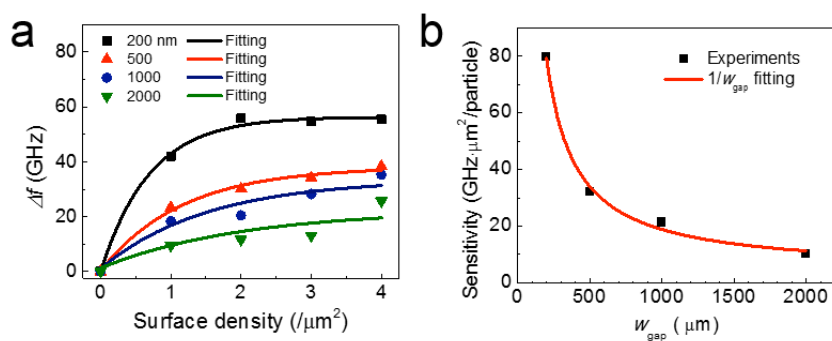 a
200 nm Fitting
500 Fitting
1000 Fitting
2000 Fitting
80
60
40
20
0
Δf (GHz)
0 1 2 3 4
Surface density (/μm²)
b
Experiments
1/w_gap fitting
80
60
40
20
0
Sensitivity (GHz·μm²/particle)
0 500 1000 1500 2000
w_gap ( μm)